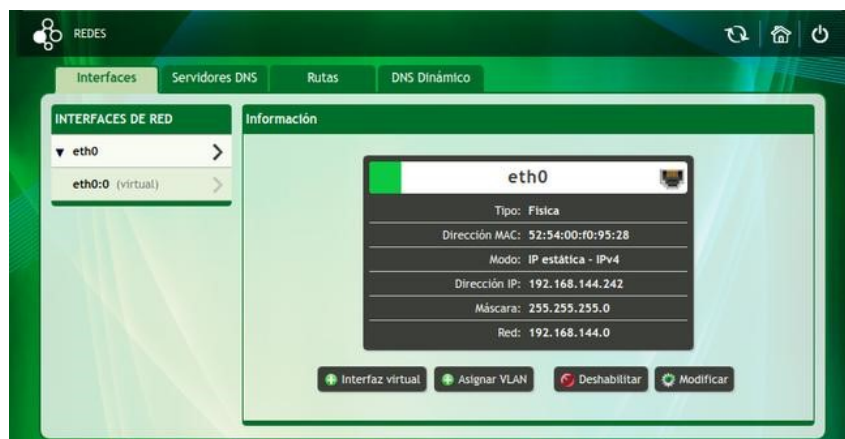 REDES
Interfaces
Servidores DNS
Rutas
DNS Dinámico
INTERFACES DE RED
eth0
eth0:0 (virtual)
Información
eth0
Tipo: Física
Dirección MAC: 52:54:00:f0:95:28
Modo: IP estática - IPv4
Dirección IP: 192.168.144.242
Máscara: 255.255.255.0
Red: 192.168.144.0
Interfaz virtual
Asignar VLAN
Deshabilitar
Modificar